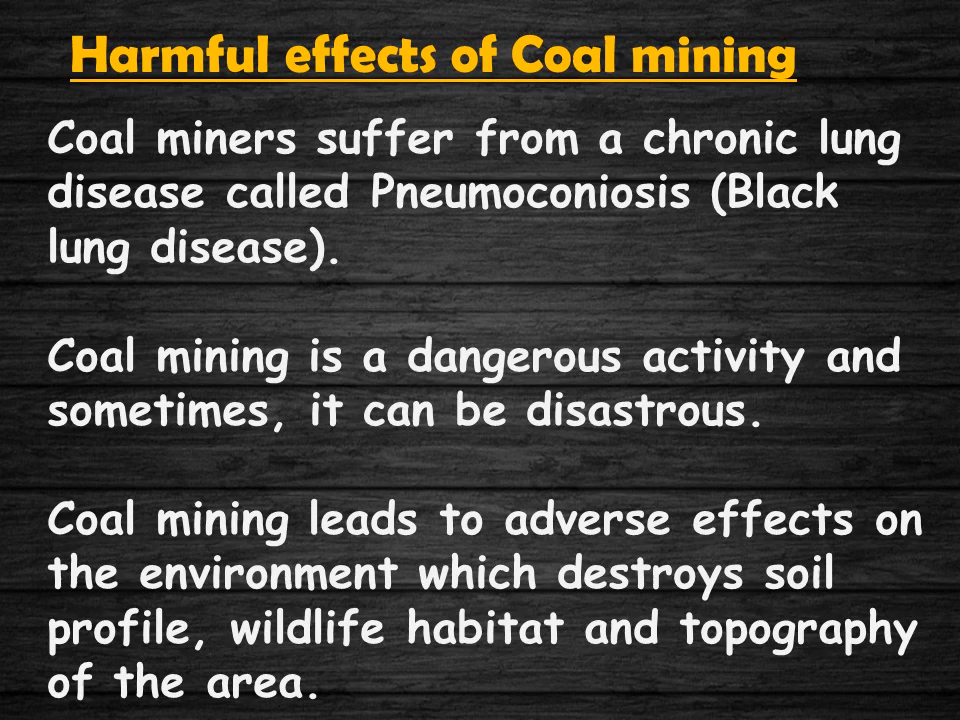 Harmful effects of Coal mining
Coal miners suffer from a chronic lung
disease called Pneumoconiosis (Black
lung disease).
Coal mining is a dangerous activity and
sometimes, it can be disastrous.
Coal mining leads to adverse effects on
the environment which destroys soil
profile, wildlife habitat and topography
of the area.